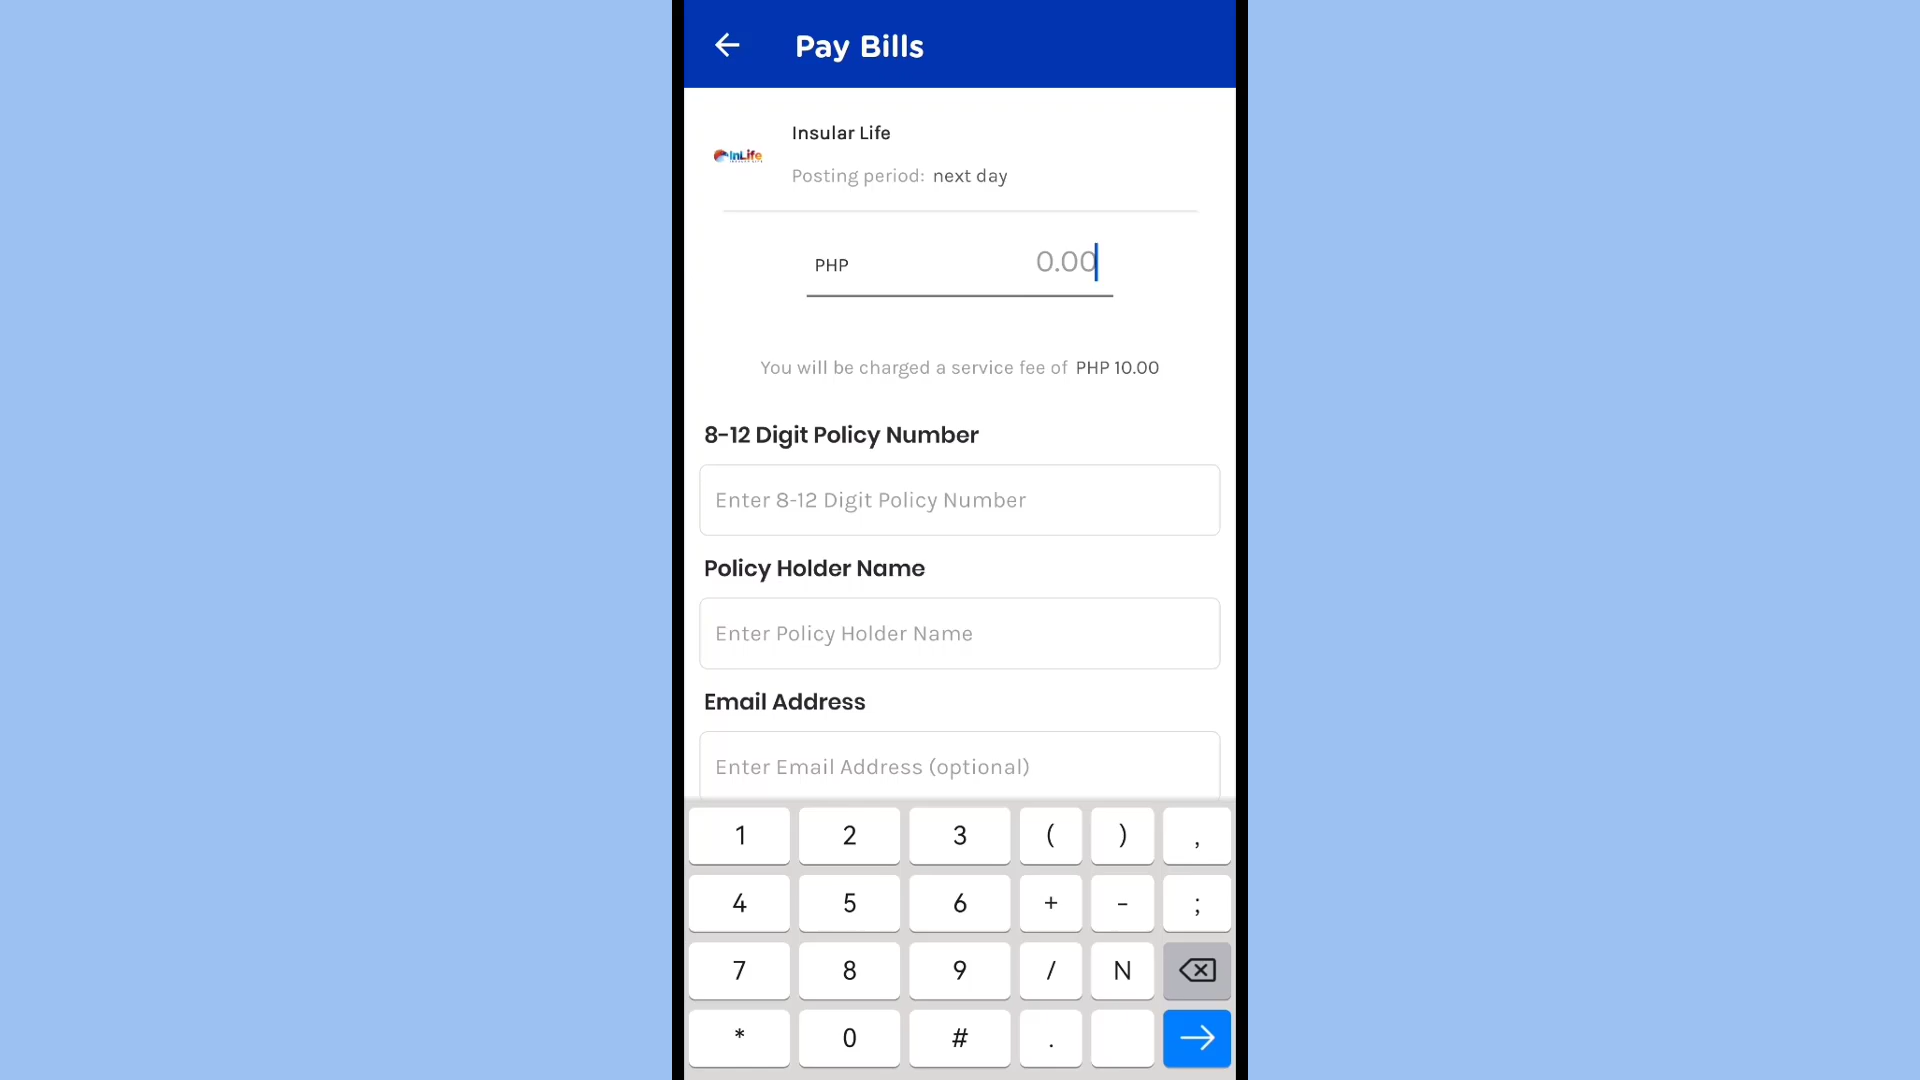 Pay Bills
Insular Life
InLife
Posting period: next day
PHP 0.00
You will be charged a service fee of PHP 10.00
8-12 Digit Policy Number
Enter 8-12 Digit Policy Number
Policy Holder Name
Enter Policy Holder Name
Email Address
Enter Email Address (optional)
1 2 3 ( ) ,
4 5 6 + - ;
7 8 9 / N
* 0 # .